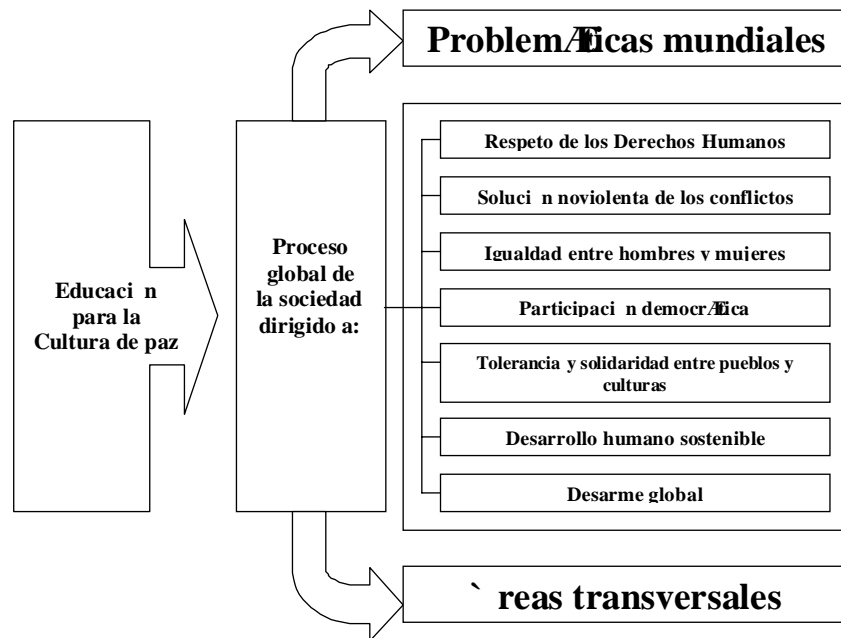 ProblemÆticas mundiales
Educaci n
para la
Cultura de paz
Proceso
global de
la sociedad
dirigido a:
Respeto de los Derechos Humanos
Soluci n noviolenta de los conflictos
Igualdad entre hombres y mujeres
Participaci n democrÆtica
Tolerancia y solidaridad entre pueblos y
culturas
Desarrollo humano sostenible
Desarme global
` reas transversales